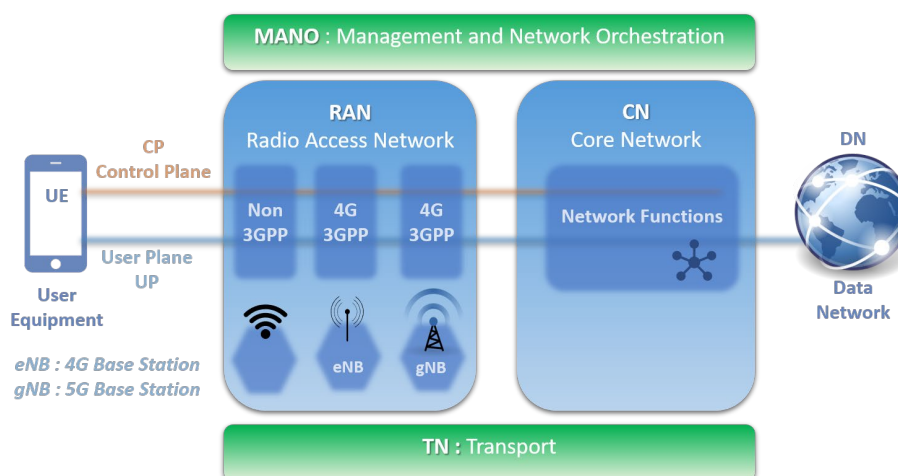 MANO : Management and Network Orchestration
RAN
Radio Access Network
CN
Core Network
CP
Control Plane
DN
UE
Non
3GPP
4G
3GPP
4G
3GPP
Network Functions
User Plane
UP
User
Equipment
Data
Network
eNB
gNB
eNB : 4G Base Station
gNB : 5G Base Station
TN : Transport